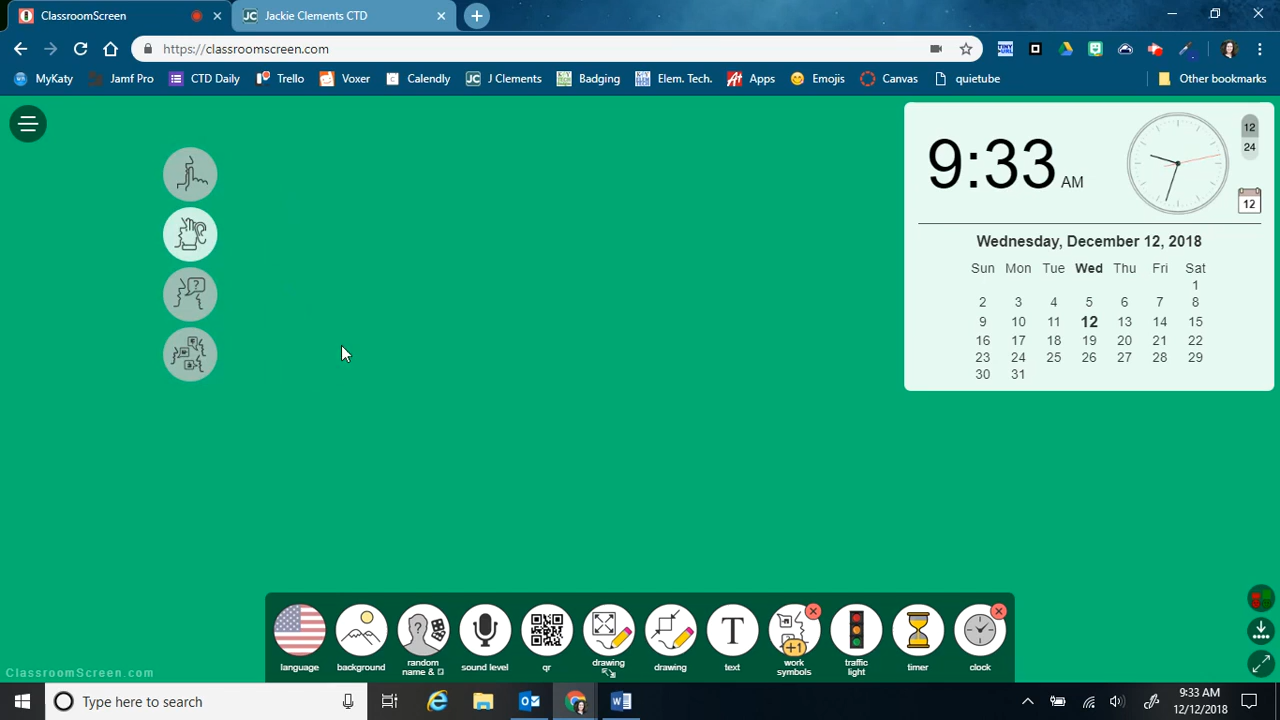 ClassroomScreen
Jackie Clements CTD
https://classroomscreen.com
MyKaty
Jamf Pro
CTD Daily
Trello
Voxer
Calendly
J Clements
Badging
Elem. Tech.
Apps
Emojis
Canvas
quietube
Other bookmarks
9:33 AM
12
24
12
Wednesday, December 12, 2018
Sun Mon Tue Wed Thu Fri Sat
1
2 3 4 5 6 7 8
9 10 11 12 13 14 15
16 17 18 19 20 21 22
23 24 25 26 27 28 29
30 31
language
background
random name &
sound level
qr
drawing
drawing
T
text
+1
work symbols
traffic light
timer
clock
ClassroomScreen.com
Type here to search
9:33 AM
12/12/2018